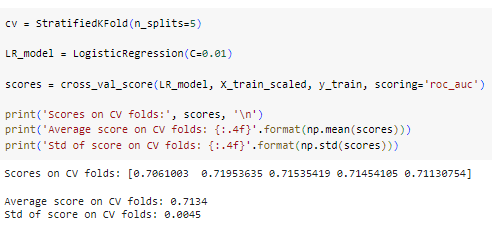 cv = StratifiedKFold(n_splits=5)
LR_model = LogisticRegression(C=0.01)
scores = cross_val_score(LR_model, X_train_scaled, y_train, scoring='roc_auc')
print('Scores on CV folds:', scores, '\n')
print('Average score on CV folds: {:.4f}'.format(np.mean(scores)))
print('Std of score on CV folds: {:.4f}'.format(np.std(scores)))
Scores on CV folds: [0.7061003  0.71953635 0.71535419 0.71454105 0.71130754]
Average score on CV folds: 0.7134
Std of score on CV folds: 0.0045